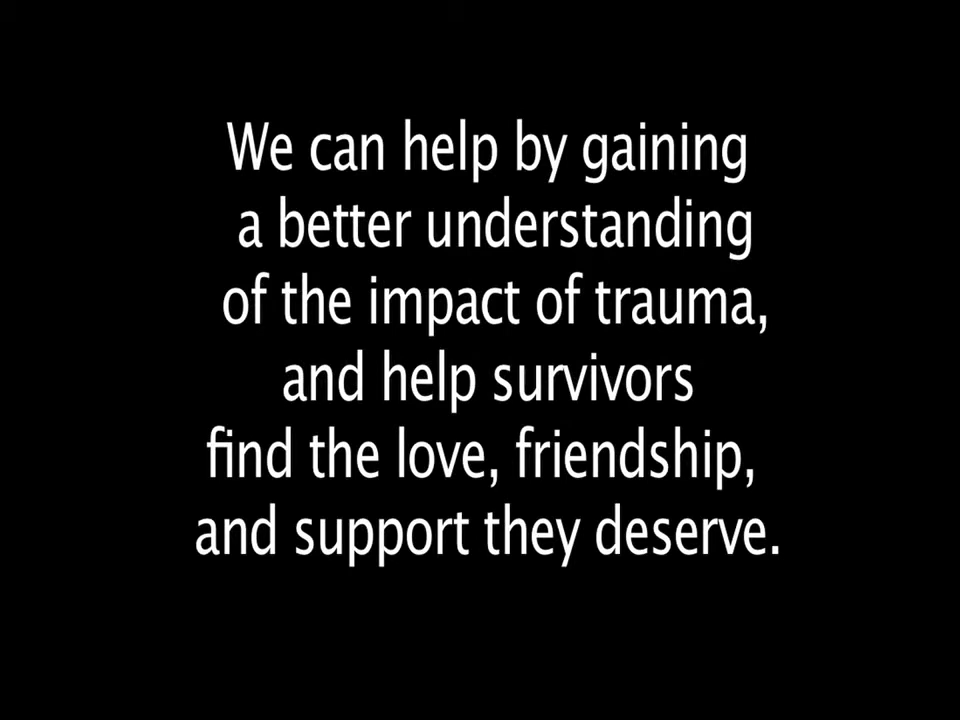 We can help by gaining
a better understanding
of the impact of trauma,
and help survivors
find the love, friendship,
and support they deserve.